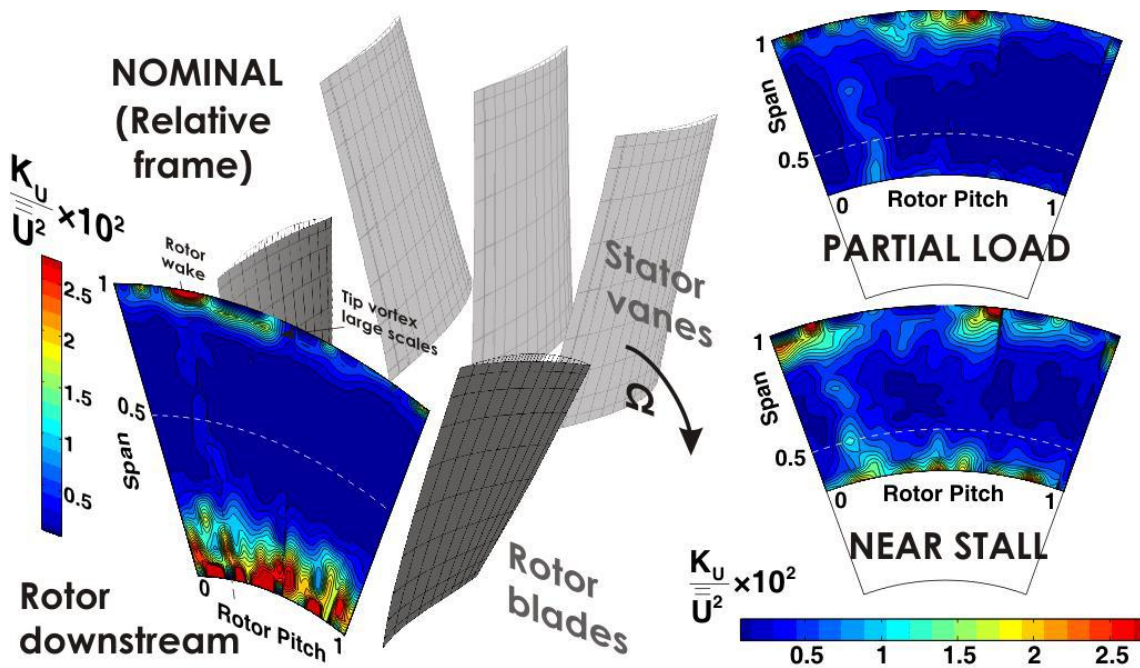 NOMINAL
(Relative
frame)
K_U
U̿² ×10²
2.5
2
1.5
1
0.5
Rotor
wake
Tip vortex
large scales
1
0.5
Span
0
Rotor Pitch
1
Rotor
downstream
Stator
vanes
Ω
Rotor
blades
1
Span
0.5
0
Rotor Pitch
1
PARTIAL LOAD
1
Span
0.5
0
Rotor Pitch
1
NEAR STALL
K_U
U̿² ×10²
0.5
1
1.5
2
2.5